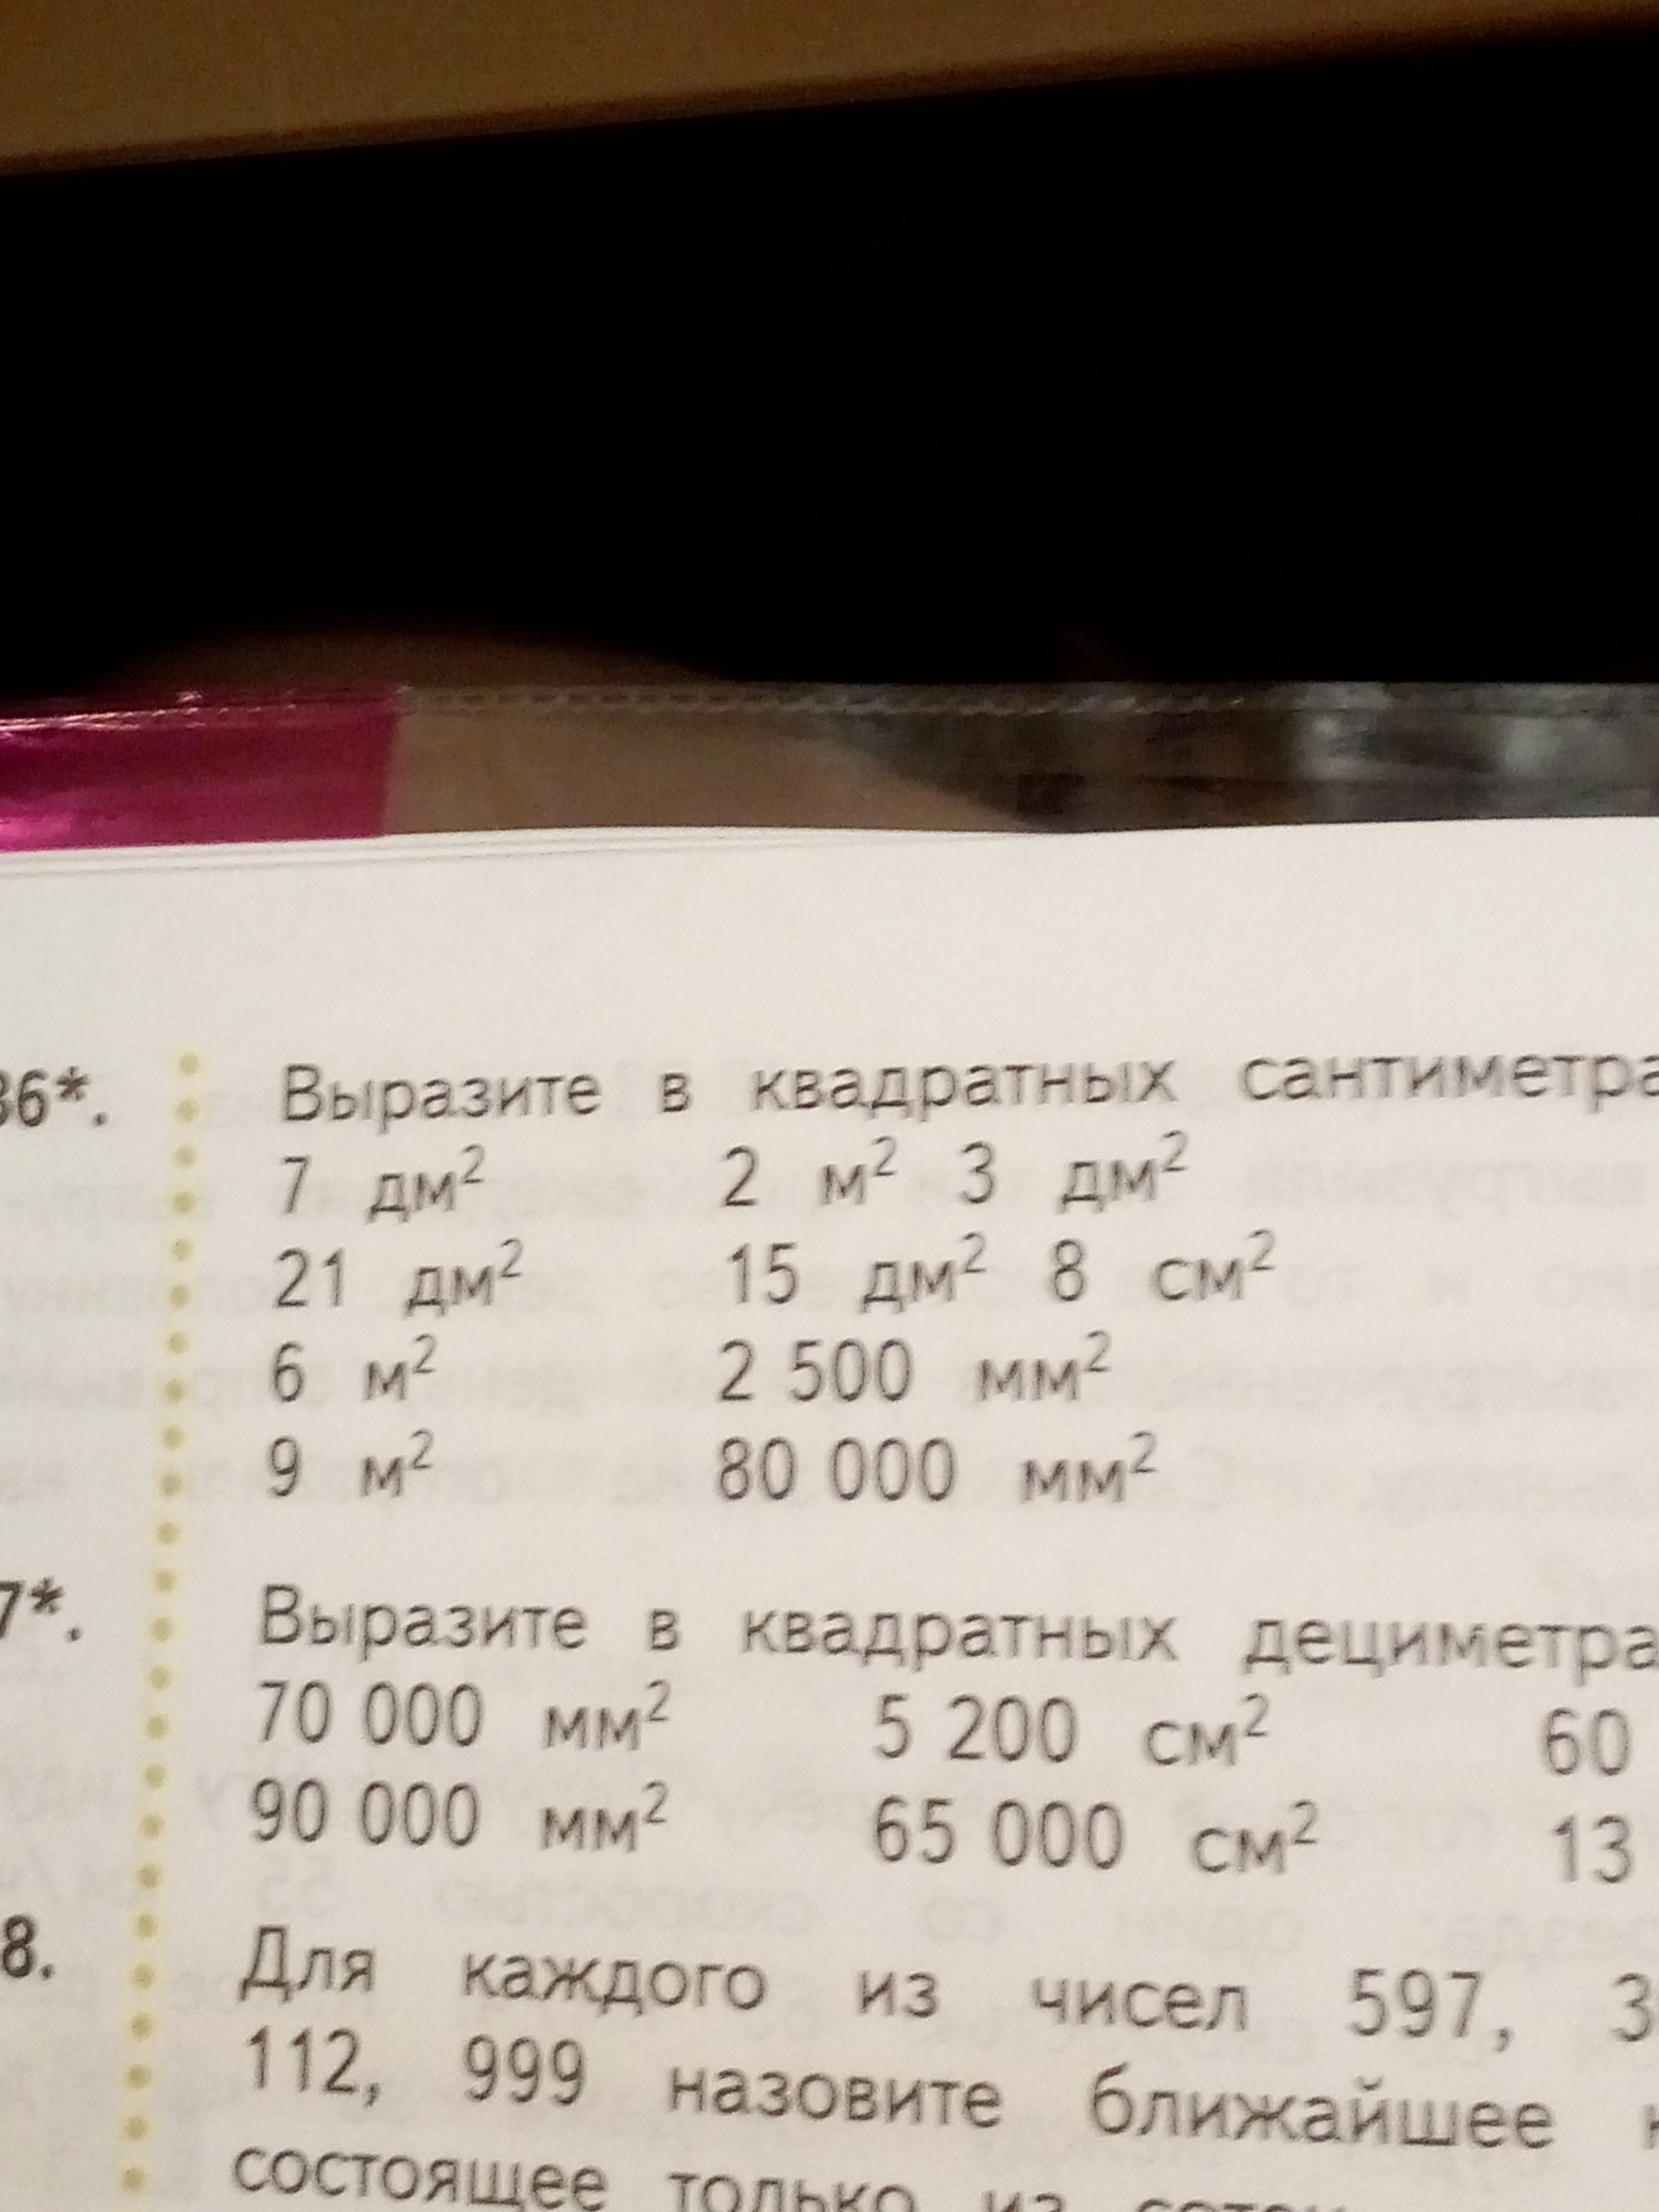 36*.
Выразите в квадратных сантиметра
7 дм² 2 м² 3 дм²
21 дм² 15 дм² 8 см²
6 м² 2 500 мм²
9 м² 80 000 мм²
7*.
Выразите в квадратных дециметра
70 000 мм² 5 200 см² 60
90 000 мм² 65 000 см² 13
8.
Для каждого из чисел 597, 3
112, 999 назовите ближайшее
состоящее только из соток